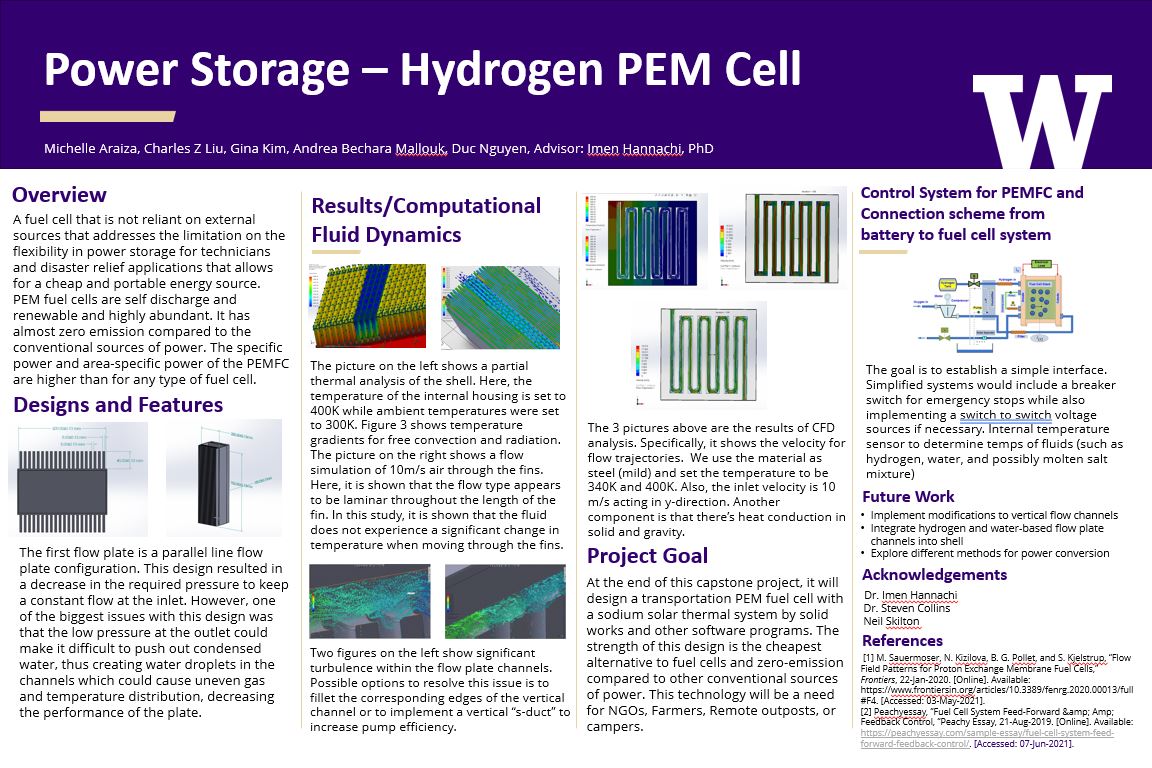 Power Storage – Hydrogen PEM Cell
W
Michelle Araiza, Charles Z Liu, Gina Kim, Andrea Bechara Mallouk, Duc Nguyen, Advisor: Imen Hannachi, PhD
Overview
A fuel cell that is not reliant on external
sources that addresses the limitation on the
flexibility in power storage for technicians
and disaster relief applications that allows
for a cheap and portable energy source.
PEM fuel cells are self discharge and
renewable and highly abundant. It has
almost zero emission compared to the
conventional sources of power. The specific
power and area-specific power of the PEMFC
are higher than for any type of fuel cell.
Designs and Features
The first flow plate is a parallel line flow
plate configuration. This design resulted in
a decrease in the required pressure to keep
a constant flow at the inlet. However, one
of the biggest issues with this design was
that the low pressure at the outlet could
make it difficult to push out condensed
water, thus creating water droplets in the
channels which could cause uneven gas
and temperature distribution, decreasing
the performance of the plate.
Results/Computational
Fluid Dynamics
The picture on the left shows a partial
thermal analysis of the shell. Here, the
temperature of the internal housing is set to
400K while ambient temperatures were set
to 300K. Figure 3 shows temperature
gradients for free convection and radiation.
The picture on the right shows a flow
simulation of 10m/s air through the fins.
Here, it is shown that the flow type appears
to be laminar throughout the length of the
fin. In this study, it is shown that the fluid
does not experience a significant change in
temperature when moving through the fins.
Two figures on the left show significant
turbulence within the flow plate channels.
Possible options to resolve this issue is to
fillet the corresponding edges of the vertical
channel or to implement a vertical “s-duct” to
increase pump efficiency.
The 3 pictures above are the results of CFD
analysis. Specifically, it shows the velocity for
flow trajectories.  We use the material as
steel (mild) and set the temperature to be
340K and 400K. Also, the inlet velocity is 10
m/s acting in y-direction. Another
component is that there’s heat conduction in
solid and gravity.
Project Goal
At the end of this capstone project, it will
design a transportation PEM fuel cell with
a sodium solar thermal system by solid
works and other software programs. The
strength of this design is the cheapest
alternative to fuel cells and zero-emission
compared to other conventional sources
of power. This technology will be a need
for NGOs, Farmers, Remote outposts, or
campers.
Control System for PEMFC and
Connection scheme from
battery to fuel cell system
Fuel Cell Stack
The goal is to establish a simple interface.
Simplified systems would include a breaker
switch for emergency stops while also
implementing a switch to switch voltage
sources if necessary. Internal temperature
sensor to determine temps of fluids (such as
hydrogen, water, and possibly molten salt
mixture)
Future Work
• Implement modifications to vertical flow channels
• Integrate hydrogen and water-based flow plate
channels into shell
• Explore different methods for power conversion
Acknowledgements
Dr. Imen Hannachi
Dr. Steven Collins
Neil Skilton
References
[1] M. Sauermoser, N. Kizilova, B. G. Pollet, and S. Kjelstrup, “Flow
Field Patterns for Proton Exchange Membrane Fuel Cells,
Frontiers, 22-Jan-2020. [Online]. Available:
https://www.frontiersin.org/articles/10.3389/fenrg.2020.00013/full
#F4. [Accessed: 03-May-2021].
[2] Peachyessay, “Fuel Cell System Feed-Forward &amp; Amp;
Feedback Control, “Peachy Essay, 21-Aug-2019. [Online]. Available:
https://peachyessay.com/sample-essay/fuel-cell-system-feed-
forward-feedback-control/. [Accessed: 07-Jun-2021].